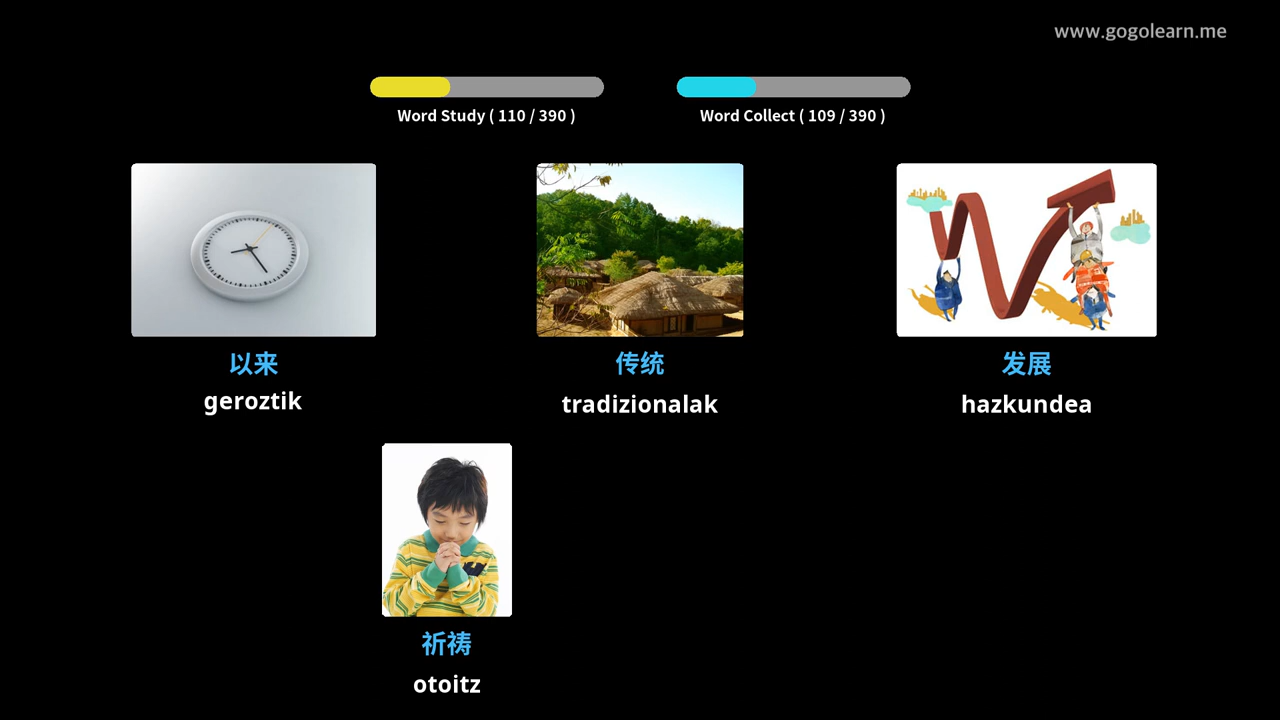 www.gogolearn.me
Word Study ( 110 / 390 )
Word Collect ( 109 / 390 )
以来
geroztik
传统
tradizionalak
发展
hazkundea
祈祷
otoitz